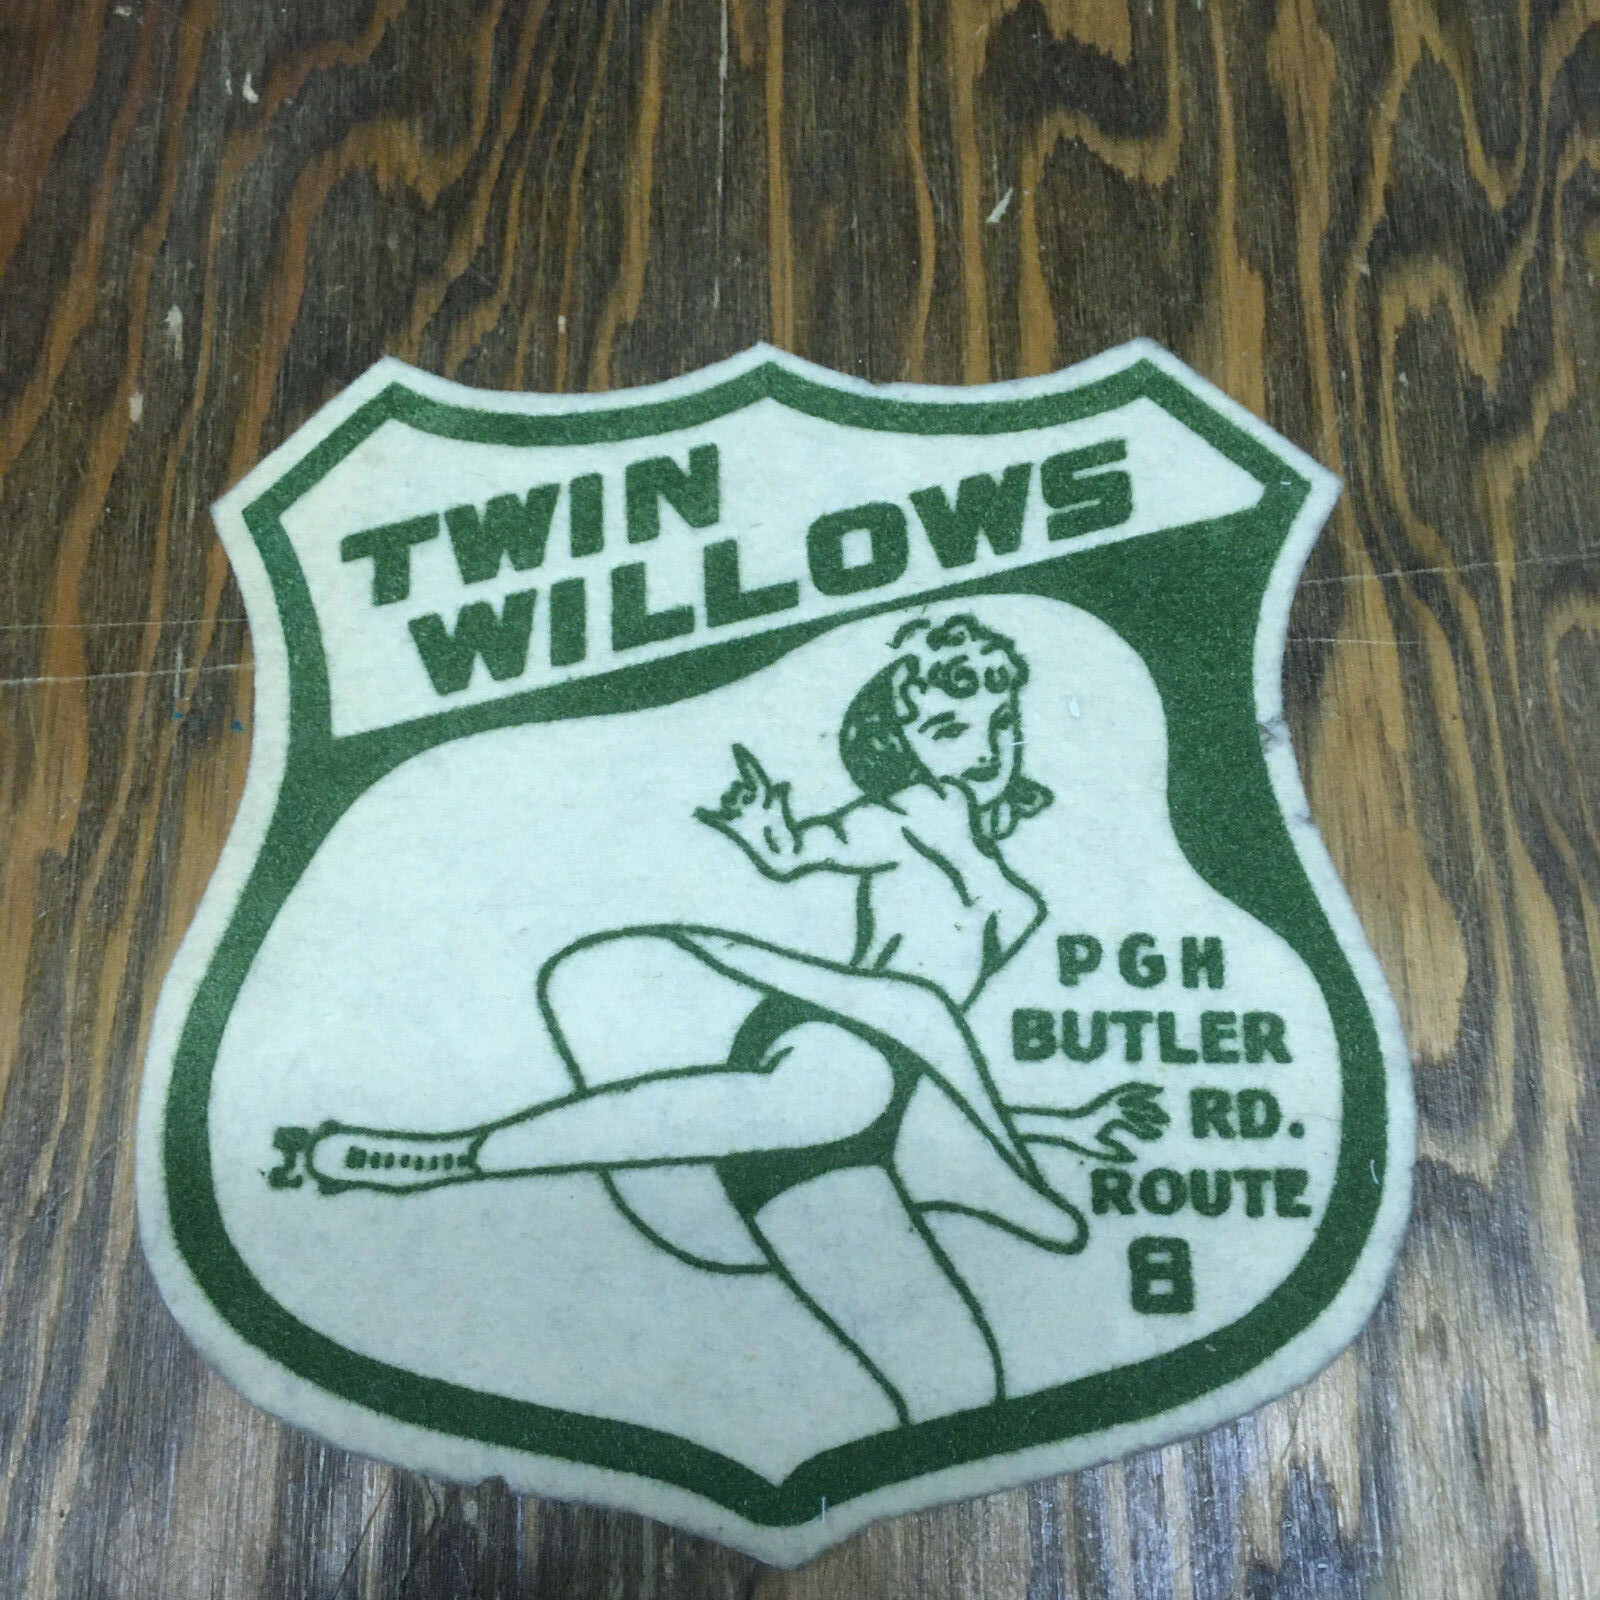 TWIN
WILLOWS
PGH
BUTLER
RD.
ROUTE
8